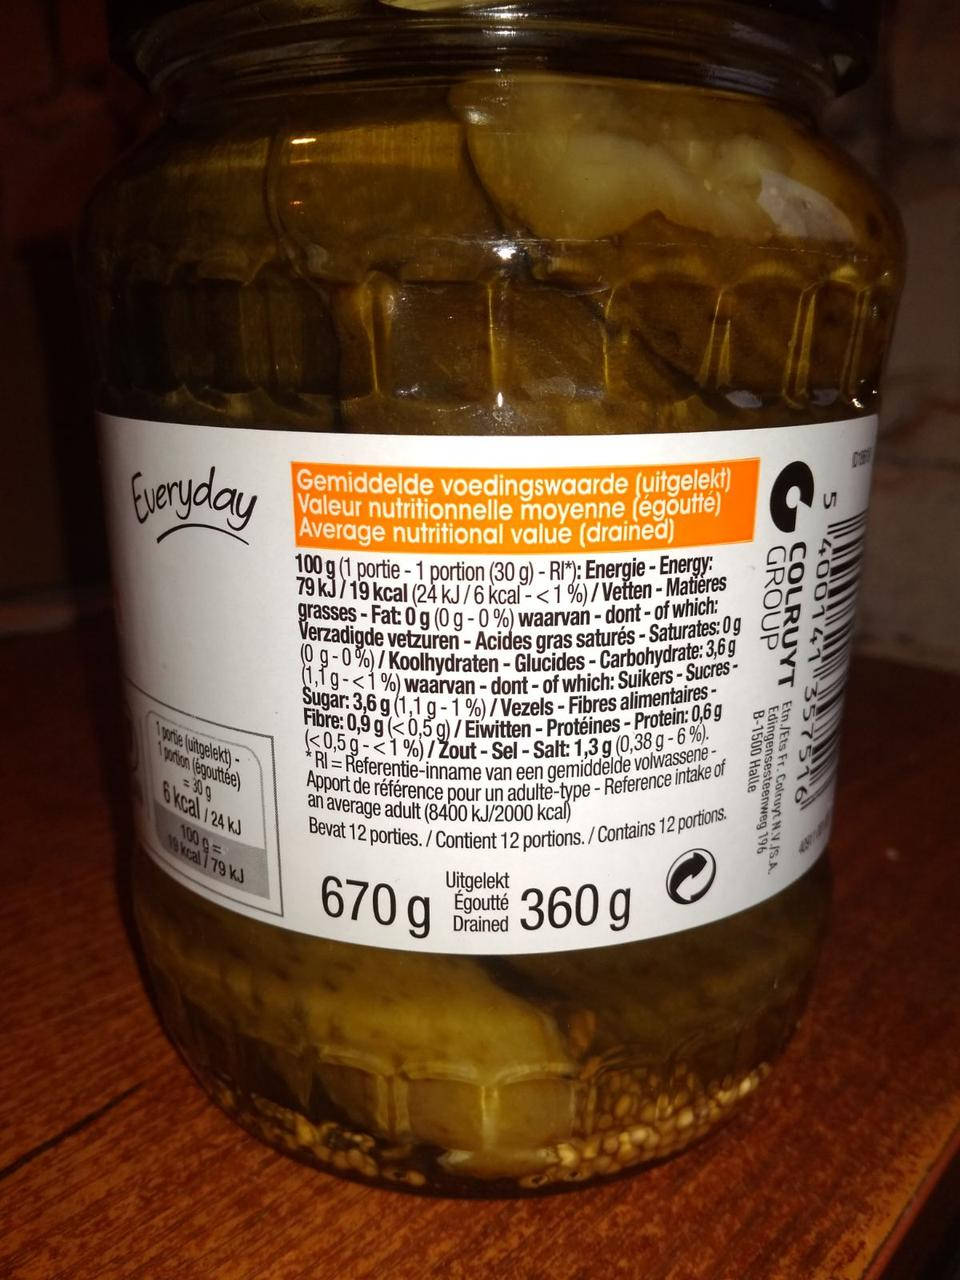 Everyday
Gemiddelde voedingswaarde (uitgelekt)
Valeur nutritionnelle moyenne (égoutté)
Average nutritional value (drained)
100 g (1 portie - 1 portion (30 g) - RI*): Energie - Energy:
79 kJ / 19 kcal (24 kJ / 6 kcal - < 1 %) / Vetten - Matières
grasses - Fat: 0 g (0 g - 0 %) waarvan - dont - of which:
Verzadigde vetzuren - Acides gras saturés - Saturates: 0 g
(0 g - 0 %) / Koolhydraten - Glucides - Carbohydrate: 3,6 g
(1,1 g - < 1 %) waarvan - dont - of which: Suikers - Sucres -
Sugar: 3,6 g (1,1 g - 1 %) / Vezels - Fibres alimentaires -
Fibre: 0,9 g (< 0,5 g) / Eiwitten - Protéines - Protein: 0,6 g
(< 0,5 g - < 1 %) / Zout - Sel - Salt: 1,3 g (0,38 g - 6 %).
* RI = Referentie-inname van een gemiddelde volwassene -
Apport de référence pour un adulte-type - Reference intake of
an average adult (8400 kJ/2000 kcal)
Bevat 12 porties. / Contient 12 portions. / Contains 12 portions.
670 g
Uitgelekt
Égoutté
Drained
360 g
1 portie (uitgelekt) -
1 portion (égouttée)
= 30 g
6 kcal / 24 kJ
100 g =
19 kcal / 79 kJ
COLRUYT
GROUP
Etn./Ets Fr. Colruyt N.V./S.A.
Edingensesteenweg 196
B-1500 Halle
5 400141 357516